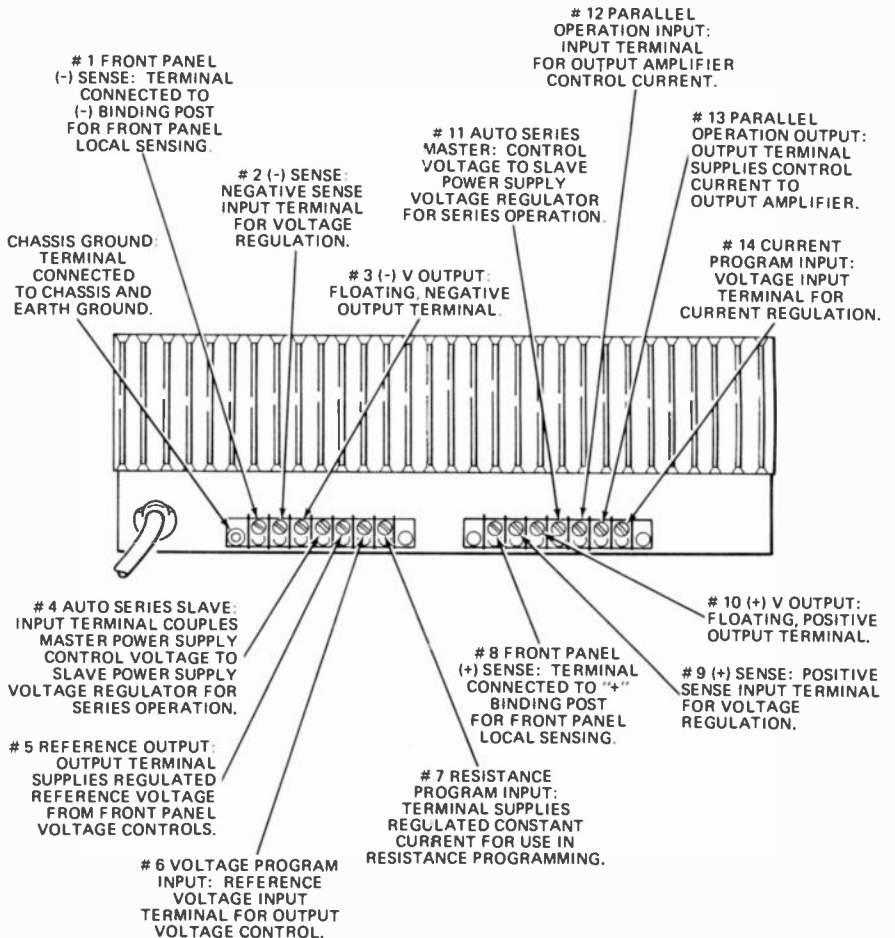 # 12 PARALLEL
OPERATION INPUT:
INPUT TERMINAL
FOR OUTPUT AMPLIFIER
CONTROL CURRENT.
# 1 FRONT PANEL
(-) SENSE: TERMINAL
CONNECTED TO
(-) BINDING POST
FOR FRONT PANEL
LOCAL SENSING.
# 13 PARALLEL
OPERATION OUTPUT:
OUTPUT TERMINAL
SUPPLIES CONTROL
CURRENT TO
OUTPUT AMPLIFIER.
# 11 AUTO SERIES
MASTER: CONTROL
VOLTAGE TO SLAVE
POWER SUPPLY
VOLTAGE REGULATOR
FOR SERIES OPERATION.
# 2 (-) SENSE:
NEGATIVE SENSE
INPUT TERMINAL
FOR VOLTAGE
REGULATION.
CHASSIS GROUND:
TERMINAL
CONNECTED
TO CHASSIS AND
EARTH GROUND.
# 3 (-) V OUTPUT:
FLOATING, NEGATIVE
OUTPUT TERMINAL.
# 14 CURRENT
PROGRAM INPUT:
VOLTAGE INPUT
TERMINAL FOR
CURRENT REGULATION.
# 4 AUTO SERIES SLAVE:
INPUT TERMINAL COUPLES
MASTER POWER SUPPLY
CONTROL VOLTAGE TO
SLAVE POWER SUPPLY
VOLTAGE REGULATOR FOR
SERIES OPERATION.
# 10 (+) V OUTPUT:
FLOATING, POSITIVE
OUTPUT TERMINAL.
# 8 FRONT PANEL
(+) SENSE: TERMINAL
CONNECTED TO "+"
BINDING POST
FOR FRONT PANEL
LOCAL SENSING.
# 9 (+) SENSE: POSITIVE
SENSE INPUT TERMINAL
FOR VOLTAGE
REGULATION.
# 5 REFERENCE OUTPUT:
OUTPUT TERMINAL
SUPPLIES REGULATED
REFERENCE VOLTAGE
FROM FRONT PANEL
VOLTAGE CONTROLS.
# 7 RESISTANCE
PROGRAM INPUT:
TERMINAL SUPPLIES
REGULATED CONSTANT
CURRENT FOR USE IN
RESISTANCE PROGRAMMING.
# 6 VOLTAGE PROGRAM
INPUT: REFERENCE
VOLTAGE INPUT
TERMINAL FOR OUTPUT
VOLTAGE CONTROL.